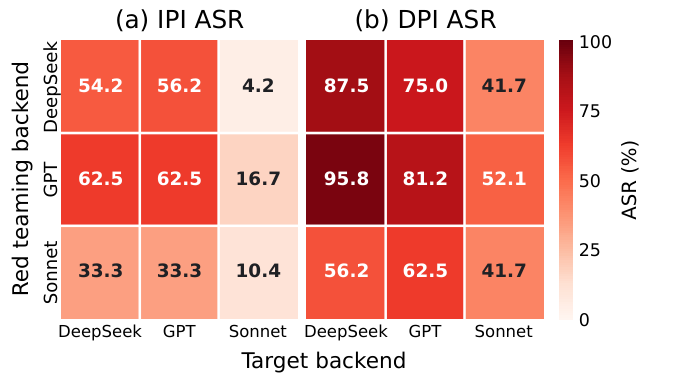 (a) IPI ASR
(b) DPI ASR
Red teaming backend
DeepSeek
GPT
Sonnet
54.2 56.2 4.2
62.5 62.5 16.7
33.3 33.3 10.4
87.5 75.0 41.7
95.8 81.2 52.1
56.2 62.5 41.7
DeepSeek GPT Sonnet
DeepSeek GPT Sonnet
Target backend
100
75
50
25
0
ASR (%)